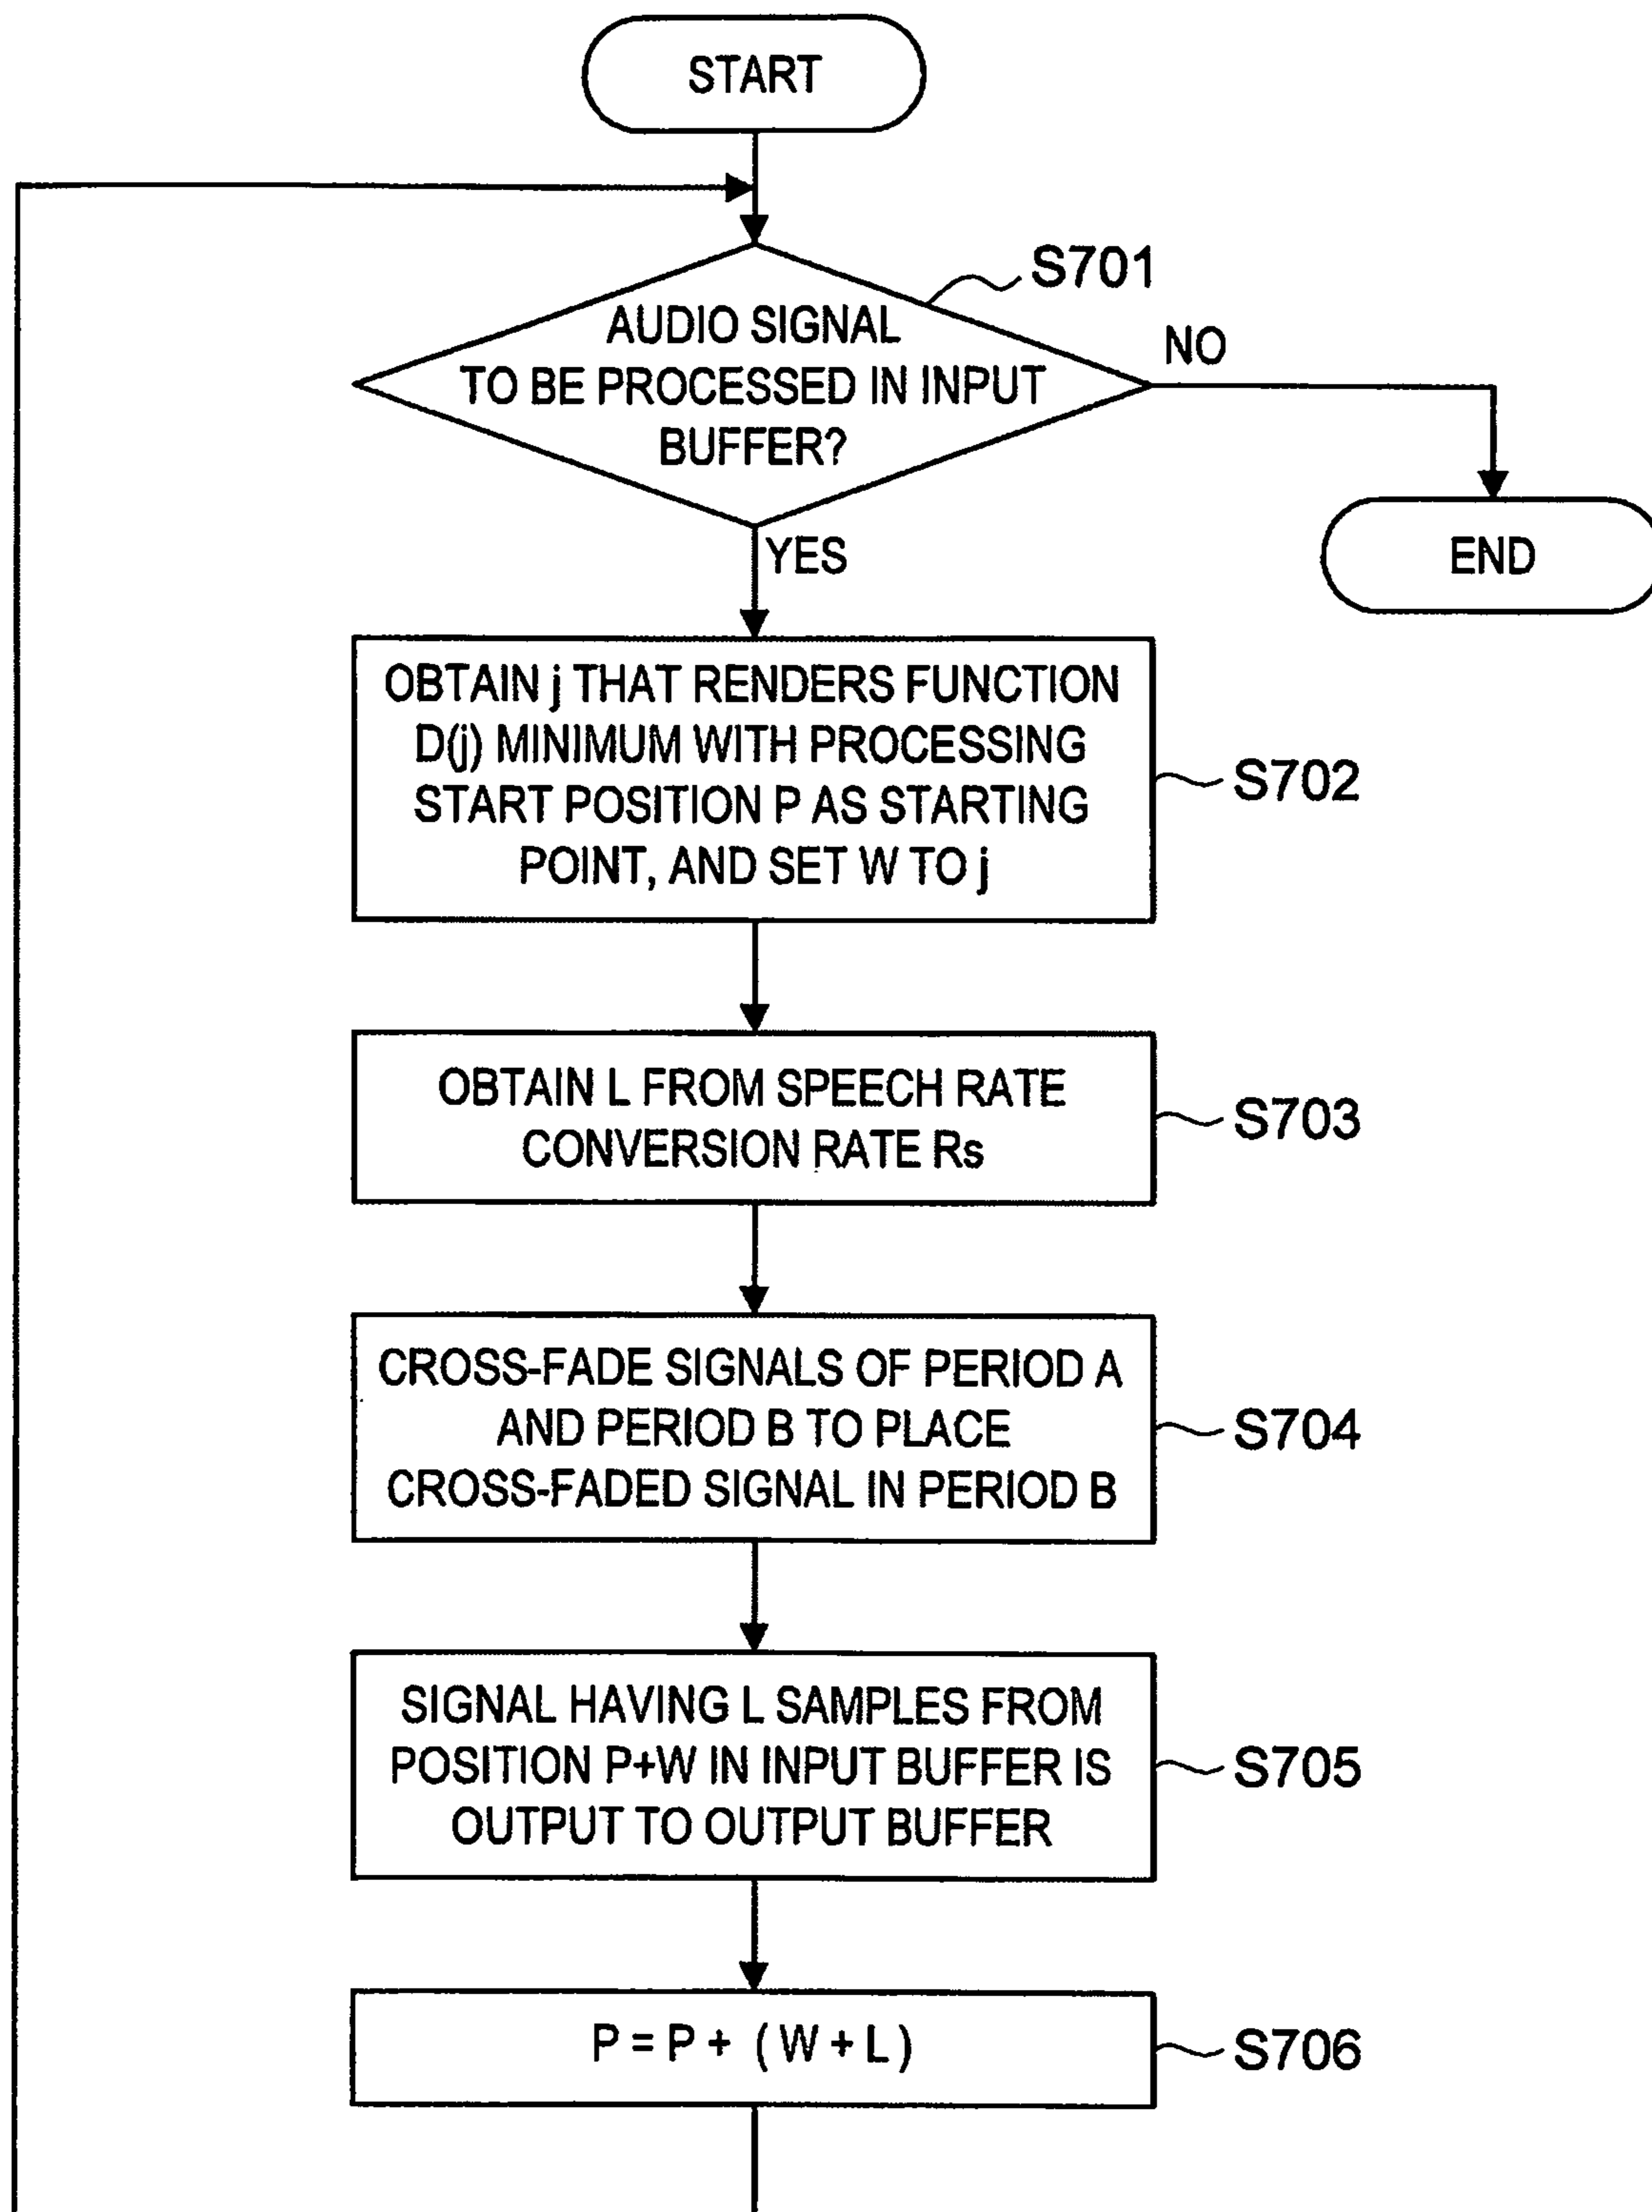 START
S701
AUDIO SIGNAL
TO BE PROCESSED IN INPUT
BUFFER?
NO
END
YES
OBTAIN j THAT RENDERS FUNCTION
D(j) MINIMUM WITH PROCESSING
START POSITION P AS STARTING
POINT, AND SET W TO j
S702
OBTAIN L FROM SPEECH RATE
CONVERSION RATE Rs
S703
CROSS-FADE SIGNALS OF PERIOD A
AND PERIOD B TO PLACE
CROSS-FADED SIGNAL IN PERIOD B
S704
SIGNAL HAVING L SAMPLES FROM
POSITION P+W IN INPUT BUFFER IS
OUTPUT TO OUTPUT BUFFER
S705
P = P + ( W + L )
S706